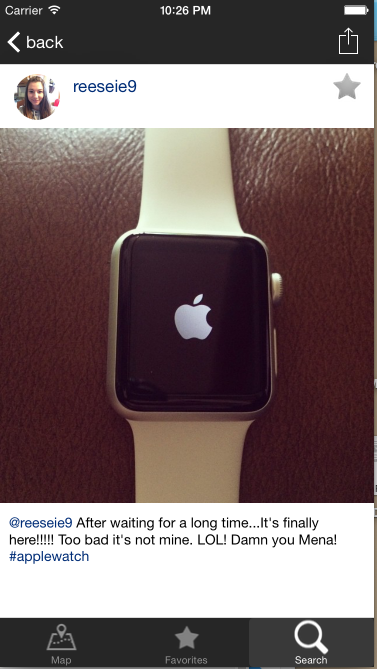 Carrier 10:26 PM
back
reeseie9
@reeseie9 After waiting for a long time...It's finally
here!!!!! Too bad it's not mine. LOL! Damn you Mena!
#applewatch
Map Favorites Search